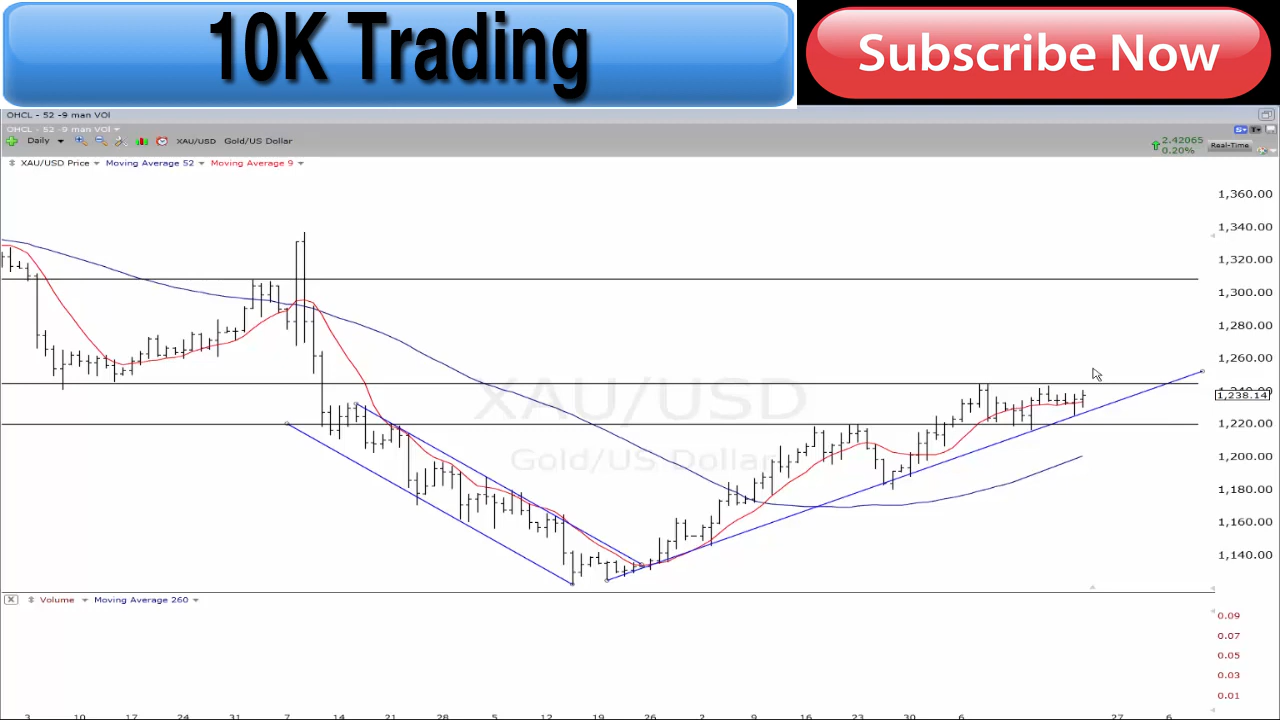 10K Trading
Subscribe Now
OHCL - 52 -9 man VOl
OHCL - 52 -9 man VOl
Daily XAU/USD Gold/US Dollar
2.42065
0.20%
Real-Time
XAU/USD Price Moving Average 52 Moving Average 9
1,360.00
1,340.00
1,320.00
1,300.00
1,280.00
1,260.00
1,238.14
1,220.00
1,200.00
1,180.00
1,160.00
1,140.00
XAU/USD
Gold/US Dollar
Volume Moving Average 260
0.09
0.07
0.05
0.03
0.01
3 10 17 24 31 7 14 21 28 5 12 19 26 2 9 16 23 30 6 27 6